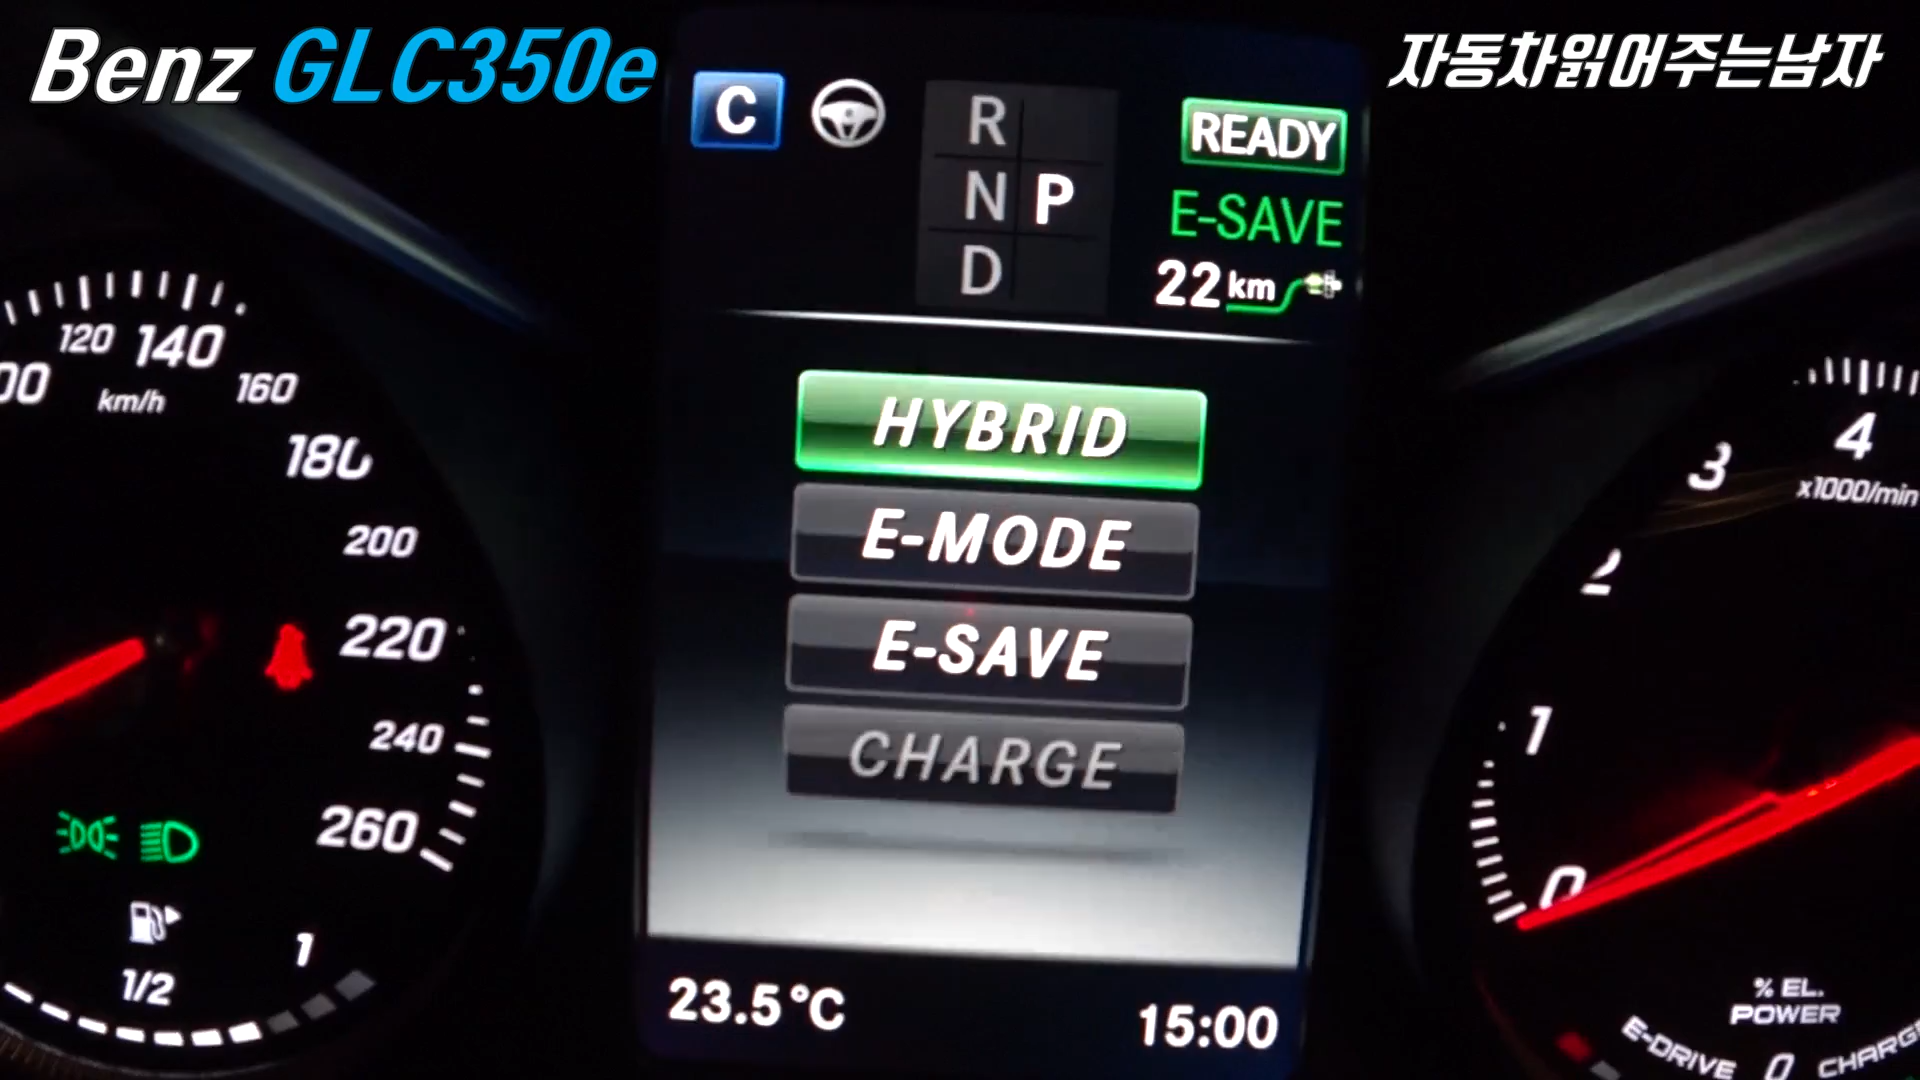 Benz GLC350e
자동차읽어주는남자
C
R
N P
D
READY
E-SAVE
22 km
HYBRID
E-MODE
E-SAVE
CHARGE
23.5°C
15:00
120 140 160
km/h
180
200
220
240
260
1/2
1
4
3
x1000/min
2
1
0
% EL.
POWER
E-DRIVE 0 CHARGE